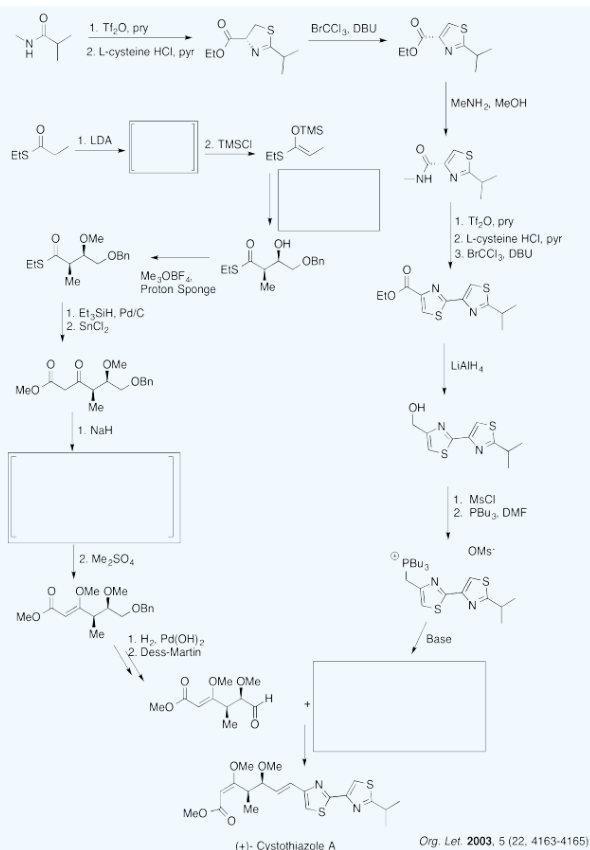 O
N
H
1. Tf₂O, pry
2. L-cysteine HCl, pyr
O
EtO
S
N
BrCCl₃, DBU
O
EtO
S
N
MeNH₂, MeOH
O
EtS
1. LDA
2. TMSCl
OTMS
EtS
O
NH
S
N
1. Tf₂O, pry
2. L-cysteine HCl, pyr
3. BrCCl₃, DBU
O OMe
EtS
OBn
Me
Me₃OBF₄,
Proton Sponge
O OH
EtS
OBn
Me
O
EtO
N
S
S
N
1. Et₃SiH, Pd/C
2. SnCl₂
LiAlH₄
O O OMe
MeO
OBn
Me
1. NaH
OH
N
S
S
N
1. MsCl
2. PBu₃, DMF
2. Me₂SO₄
⊕
PBu₃
OMs⁻
N
S
S
N
O OMe OMe
MeO
OBn
Me
1. H₂, Pd(OH)₂
2. Dess-Martin
Base
O OMe OMe
MeO
H
Me O
+
OMe OMe
MeO
O
Me
N
S
S
N
(+)- Cystothiazole A
Org. Let. 2003, 5 (22, 4163-4165)